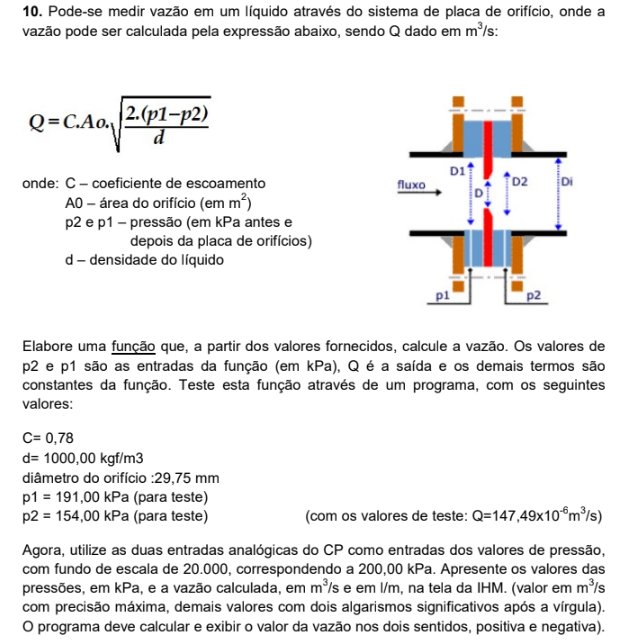 10. Pode-se medir vazão em um líquido através do sistema de placa de orifício, onde a
vazão pode ser calculada pela expressão abaixo, sendo Q dado em m³/s:
Q=C.Ao.√(2.(p1−p2)/d)
onde: C – coeficiente de escoamento
A0 – área do orifício (em m²)
p2 e p1 – pressão (em kPa antes e
depois da placa de orifícios)
d – densidade do líquido
D1
fluxo
D
D2
Di
p1
p2
Elabore uma função que, a partir dos valores fornecidos, calcule a vazão. Os valores de
p2 e p1 são as entradas da função (em kPa), Q é a saída e os demais termos são
constantes da função. Teste esta função através de um programa, com os seguintes
valores:
C= 0,78
d= 1000,00 kgf/m3
diâmetro do orifício :29,75 mm
p1 = 191,00 kPa (para teste)
p2 = 154,00 kPa (para teste) (com os valores de teste: Q=147,49x10⁻⁶m³/s)
Agora, utilize as duas entradas analógicas do CP como entradas dos valores de pressão,
com fundo de escala de 20.000, correspondendo a 200,00 kPa. Apresente os valores das
pressões, em kPa, e a vazão calculada, em m³/s e em l/m, na tela da IHM. (valor em m³/s
com precisão máxima, demais valores com dois algarismos significativos após a vírgula).
O programa deve calcular e exibir o valor da vazão nos dois sentidos, positiva e negativa).